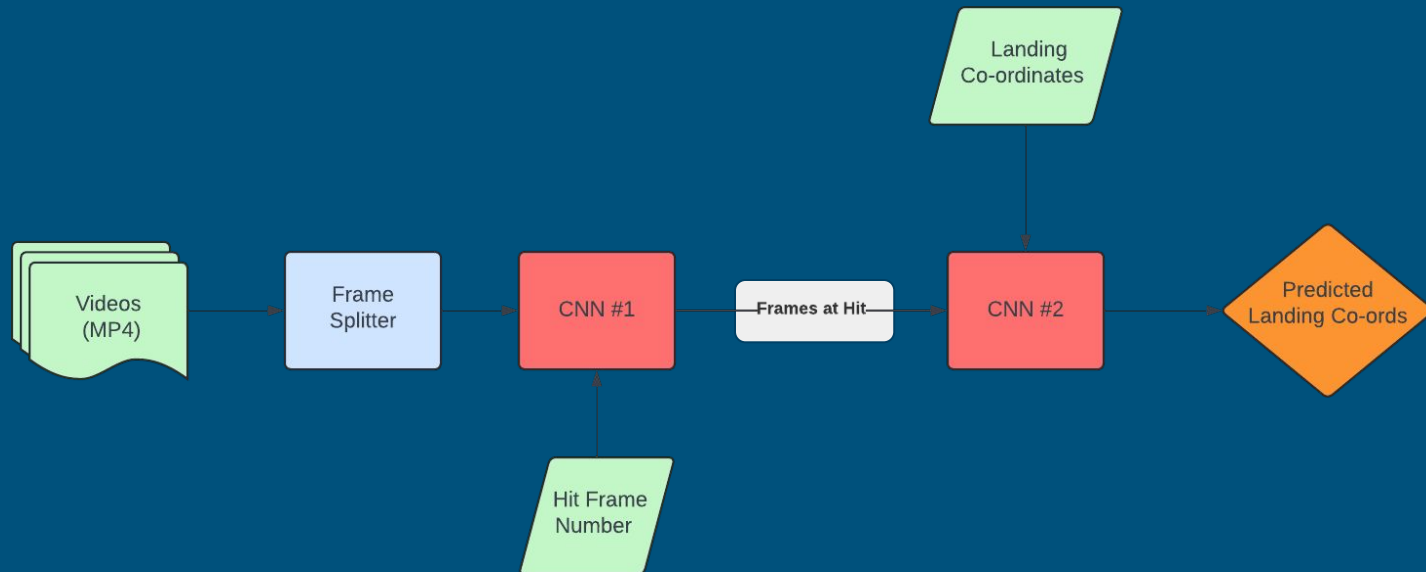 Landing
Co-ordinates
Videos
(MP4)
Frame
Splitter
CNN #1
Frames at Hit
CNN #2
Predicted
Landing Co-ords
Hit Frame
Number